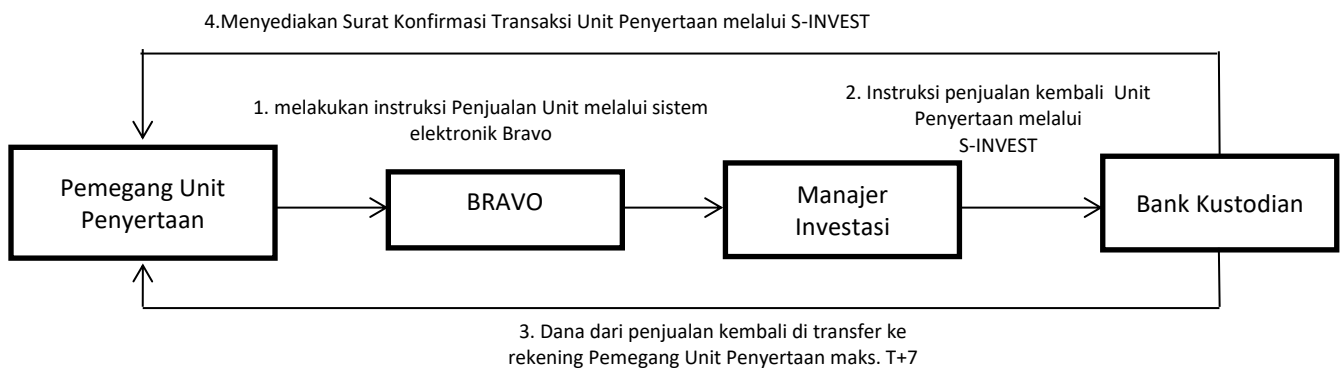 4.Menyediakan Surat Konfirmasi Transaksi Unit Penyertaan melalui S-INVEST
1. melakukan instruksi Penjualan Unit melalui sistem
elektronik Bravo
2. Instruksi penjualan kembali Unit
Penyertaan melalui
S-INVEST
Pemegang Unit
Penyertaan
BRAVO
Manajer
Investasi
Bank Kustodian
3. Dana dari penjualan kembali di transfer ke
rekening Pemegang Unit Penyertaan maks. T+7